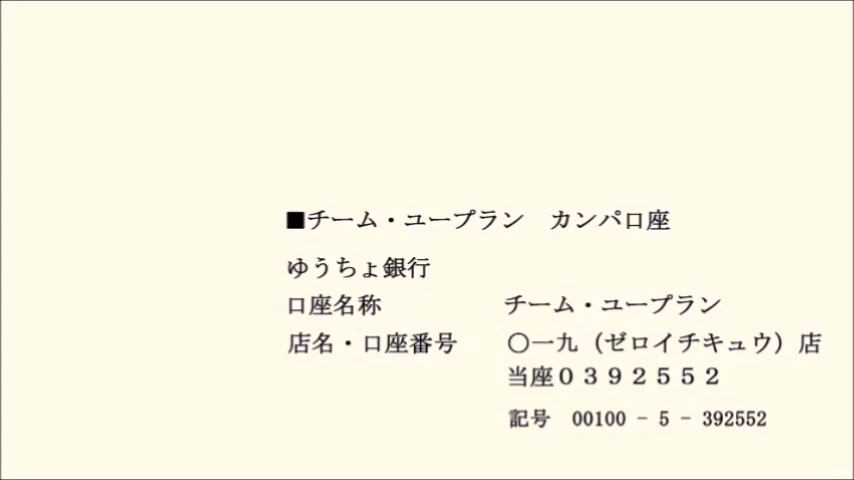 ■チーム・ユープラン　カンパ口座
ゆうちょ銀行
口座名称　チーム・ユープラン
店名・口座番号　〇一九（ゼロイチキュウ）店
当座０３９２５５２
記号　00100 − 5 − 392552